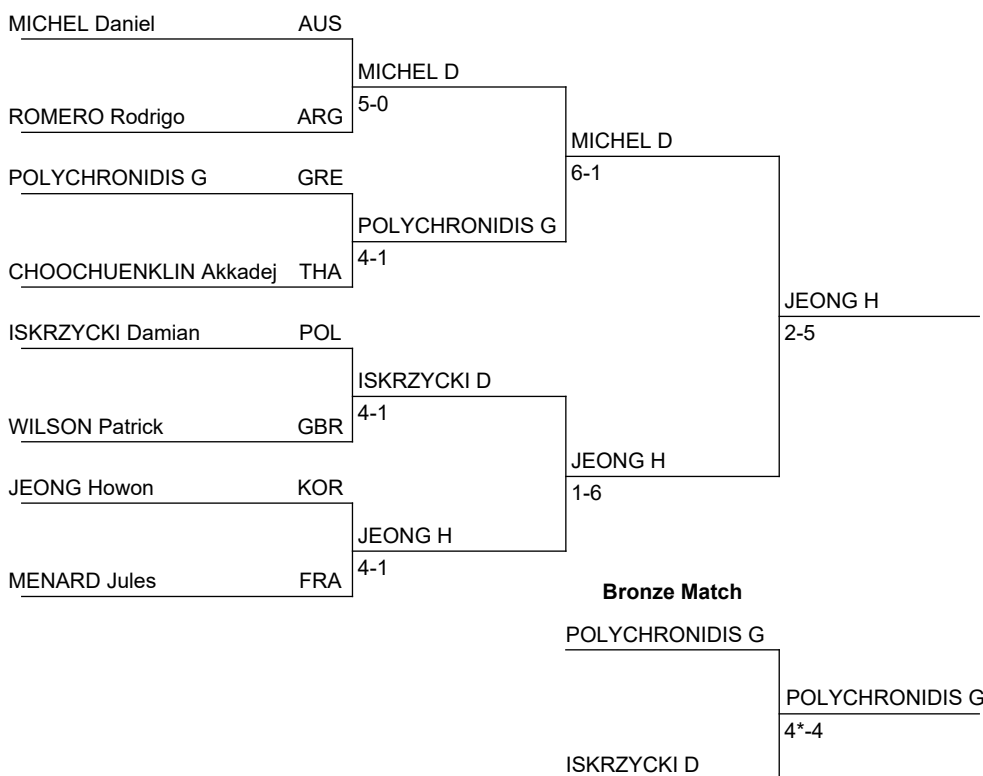 MICHEL Daniel AUS
MICHEL D
5-0
ROMERO Rodrigo ARG
MICHEL D
6-1
POLYCHRONIDIS G GRE
POLYCHRONIDIS G
4-1
CHOOCHUENKLIN Akkadej THA
JEONG H
2-5
ISKRZYCKI Damian POL
ISKRZYCKI D
4-1
WILSON Patrick GBR
JEONG H
1-6
JEONG Howon KOR
JEONG H
4-1
MENARD Jules FRA
Bronze Match
POLYCHRONIDIS G
POLYCHRONIDIS G
4*-4
ISKRZYCKI D